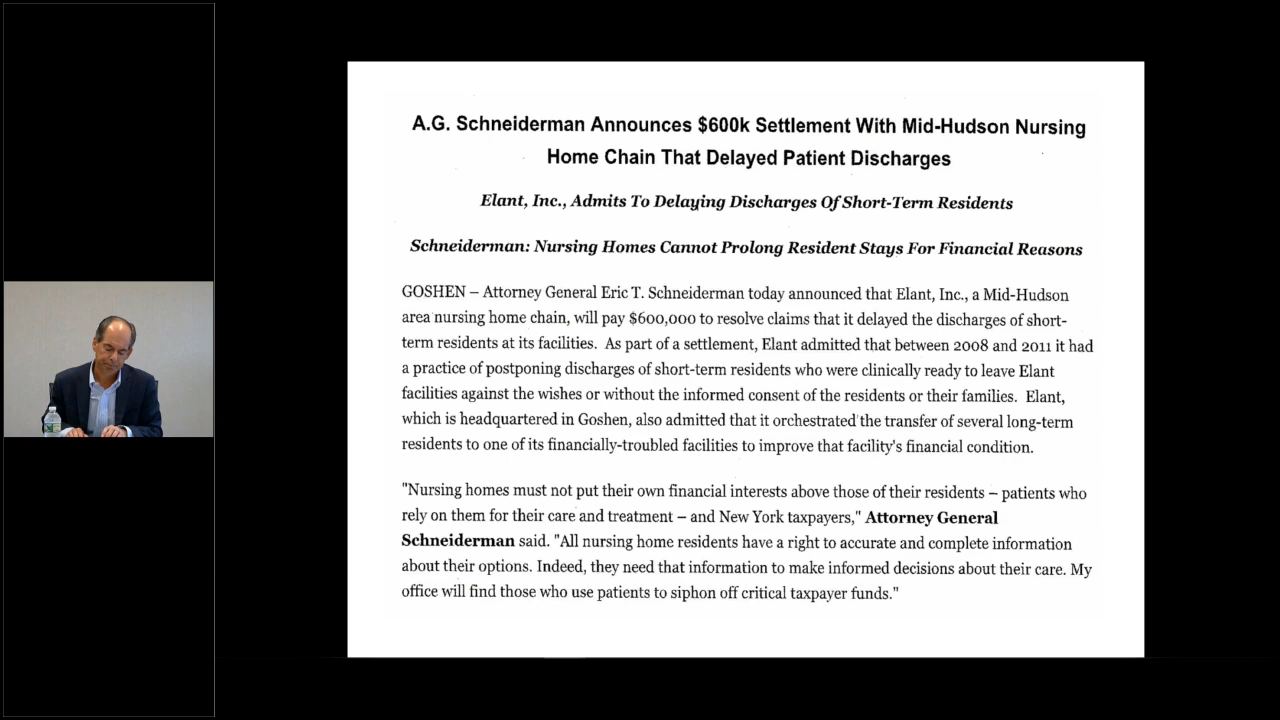 A.G. Schneiderman Announces $600k Settlement With Mid-Hudson Nursing
Home Chain That Delayed Patient Discharges
Elant, Inc., Admits To Delaying Discharges Of Short-Term Residents
Schneiderman: Nursing Homes Cannot Prolong Resident Stays For Financial Reasons
GOSHEN – Attorney General Eric T. Schneiderman today announced that Elant, Inc., a Mid-Hudson
area nursing home chain, will pay $600,000 to resolve claims that it delayed the discharges of short-
term residents at its facilities.  As part of a settlement, Elant admitted that between 2008 and 2011 it had
a practice of postponing discharges of short-term residents who were clinically ready to leave Elant
facilities against the wishes or without the informed consent of the residents or their families.  Elant,
which is headquartered in Goshen, also admitted that it orchestrated the transfer of several long-term
residents to one of its financially-troubled facilities to improve that facility's financial condition.
"Nursing homes must not put their own financial interests above those of their residents – patients who
rely on them for their care and treatment – and New York taxpayers," Attorney General
Schneiderman said. "All nursing home residents have a right to accurate and complete information
about their options. Indeed, they need that information to make informed decisions about their care. My
office will find those who use patients to siphon off critical taxpayer funds."